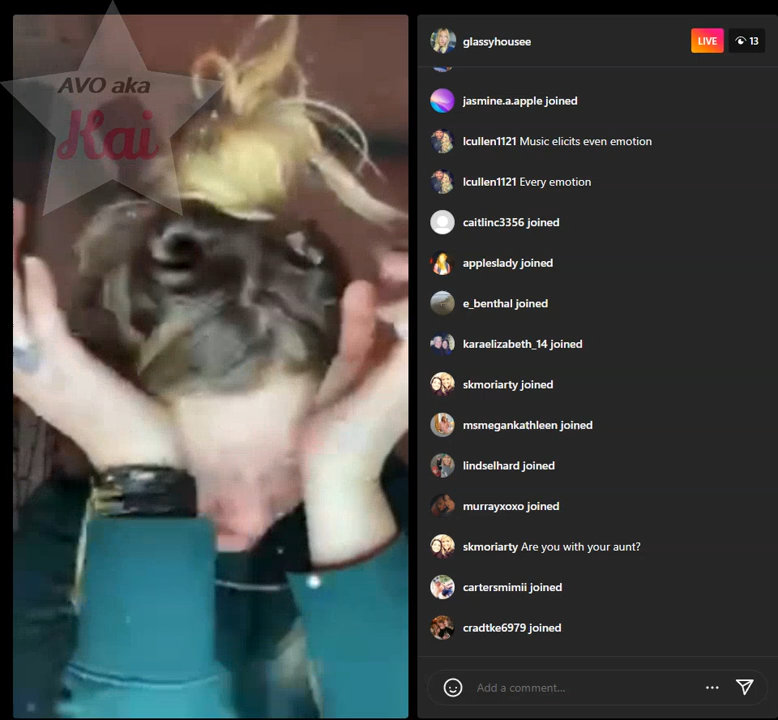 AVO aka
Kai
glassyhousee
LIVE
13
jasmine.a.apple joined
lcullen1121 Music elicits even emotion
lcullen1121 Every emotion
caitlinc3356 joined
appleslady joined
e_benthal joined
karaelizabeth_14 joined
skmoriarty joined
msmegankathleen joined
lindselhard joined
murrayxoxo joined
skmoriarty Are you with your aunt?
cartersmimii joined
cradtke6979 joined
Add a comment...